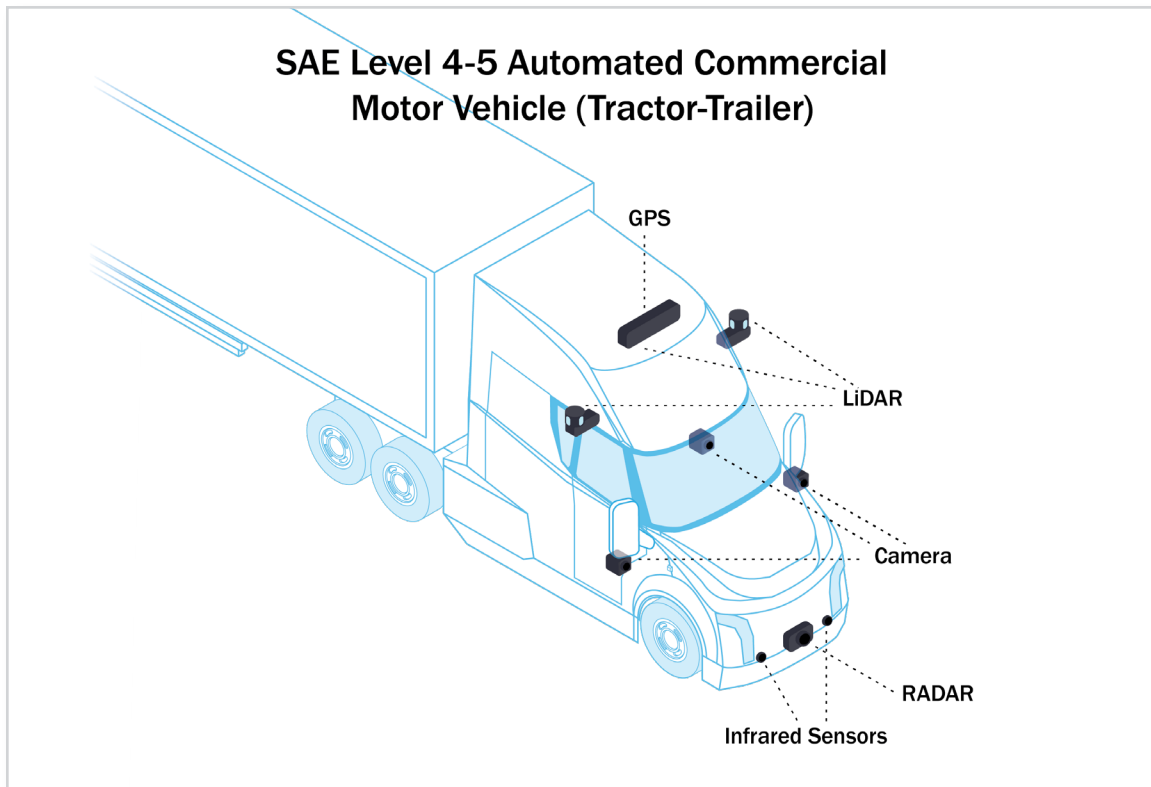 SAE Level 4-5 Automated Commercial
Motor Vehicle (Tractor-Trailer)
GPS
LiDAR
Camera
RADAR
Infrared Sensors